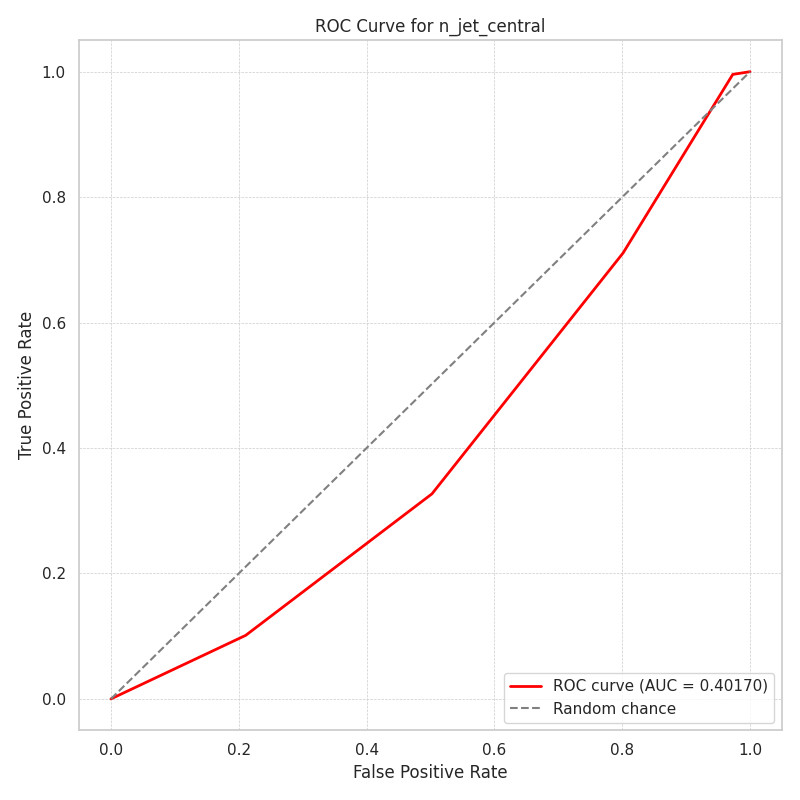 ROC Curve for n_jet_central
True Positive Rate
1.0
0.8
0.6
0.4
0.2
0.0
0.0 0.2 0.4 0.6 0.8 1.0
False Positive Rate
ROC curve (AUC = 0.40170)
Random chance